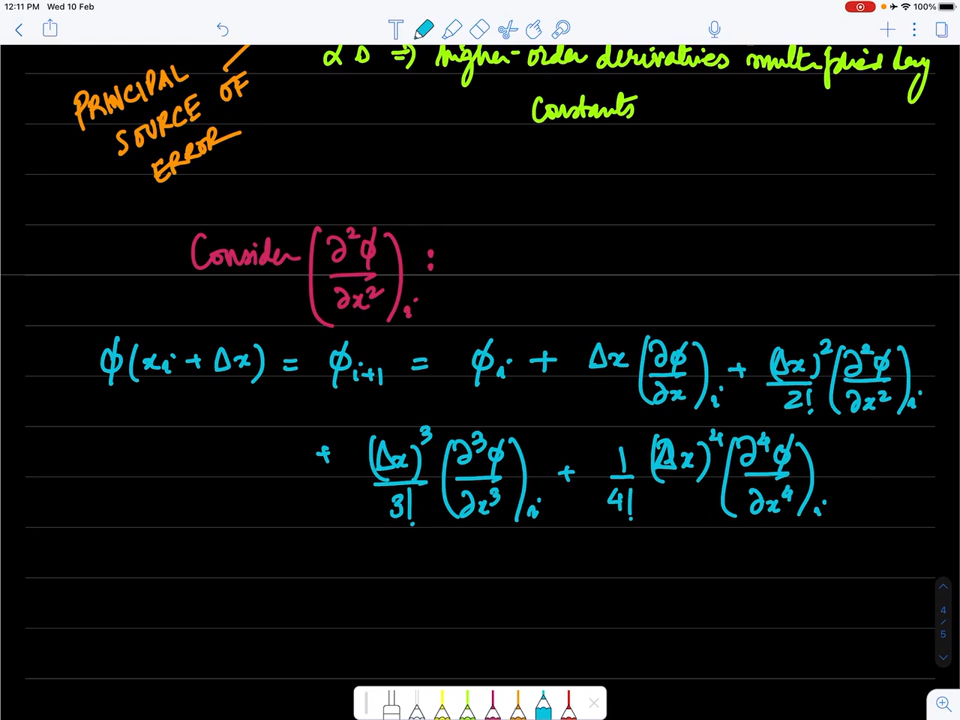 12:11 PM Wed 10 Feb
100%
α D ⇒ higher-order derivatives multiplied by
constants
PRINCIPAL
SOURCE OF
ERROR
Consider (∂²ϕ/∂x²)ᵢ :
ϕ(xᵢ + Δx) = ϕᵢ₊₁ = ϕᵢ + Δx (∂ϕ/∂x)ᵢ + (Δx)²/2! (∂²ϕ/∂x²)ᵢ
+ (Δx)³/3! (∂³ϕ/∂x³)ᵢ + 1/4! (Δx)⁴ (∂⁴ϕ/∂x⁴)ᵢ
4
/
5